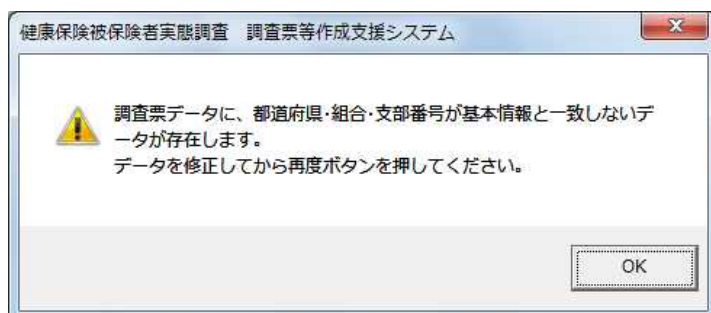 健康保険被保険者実態調査　調査票等作成支援システム
調査票データに、都道府県･組合･支部番号が基本情報と一致しないデ
ータが存在します。
データを修正してから再度ボタンを押してください。
OK